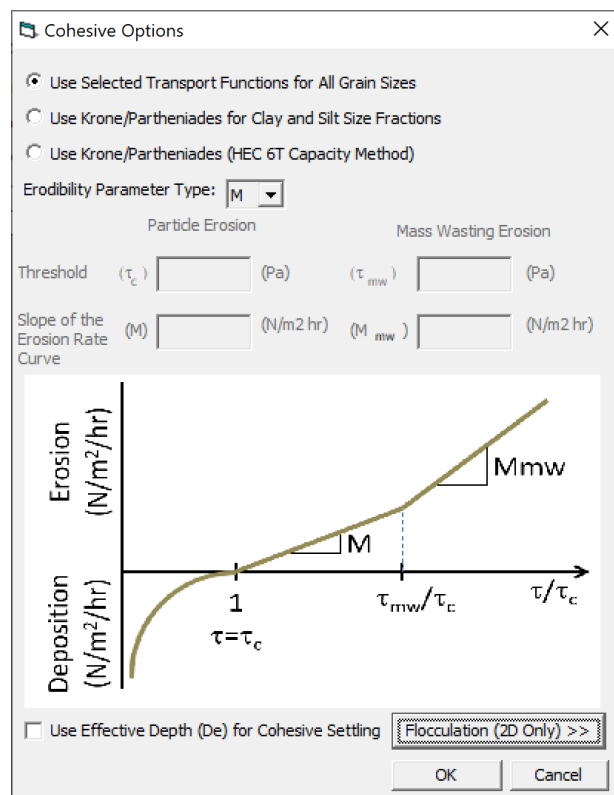 Cohesive Options
Use Selected Transport Functions for All Grain Sizes
Use Krone/Partheniades for Clay and Silt Size Fractions
Use Krone/Partheniades (HEC 6T Capacity Method)
Erodibility Parameter Type: M
Particle Erosion
Mass Wasting Erosion
Threshold (τc) (Pa) (τmw) (Pa)
Slope of the
Erosion Rate
Curve
(M) (N/m2 hr) (M mw) (N/m2 hr)
Erosion
(N/m²/hr)
Mmw
M
1
τ=τc
τmw/τc
τ/τc
Deposition
(N/m²/hr)
Use Effective Depth (De) for Cohesive Settling
Flocculation (2D Only) >>
OK
Cancel